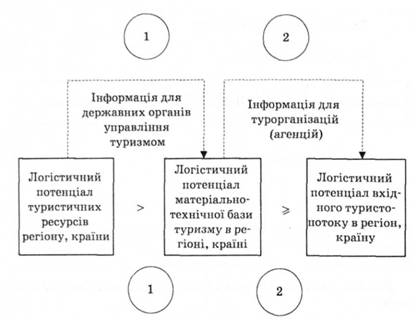 1
2
Інформація для
державних органів
управління
туризмом
Інформація для
турорганізацій
(агенцій)
Логістичний
потенціал
туристичних
ресурсів
регіону, країни
>
Логістичний
потенціал
матеріально-
технічної бази
туризму в ре-
гіоні, країні
⩾
Логістичний
потенціал вхід-
ного туристо-
потоку в регіон,
країну
1
2